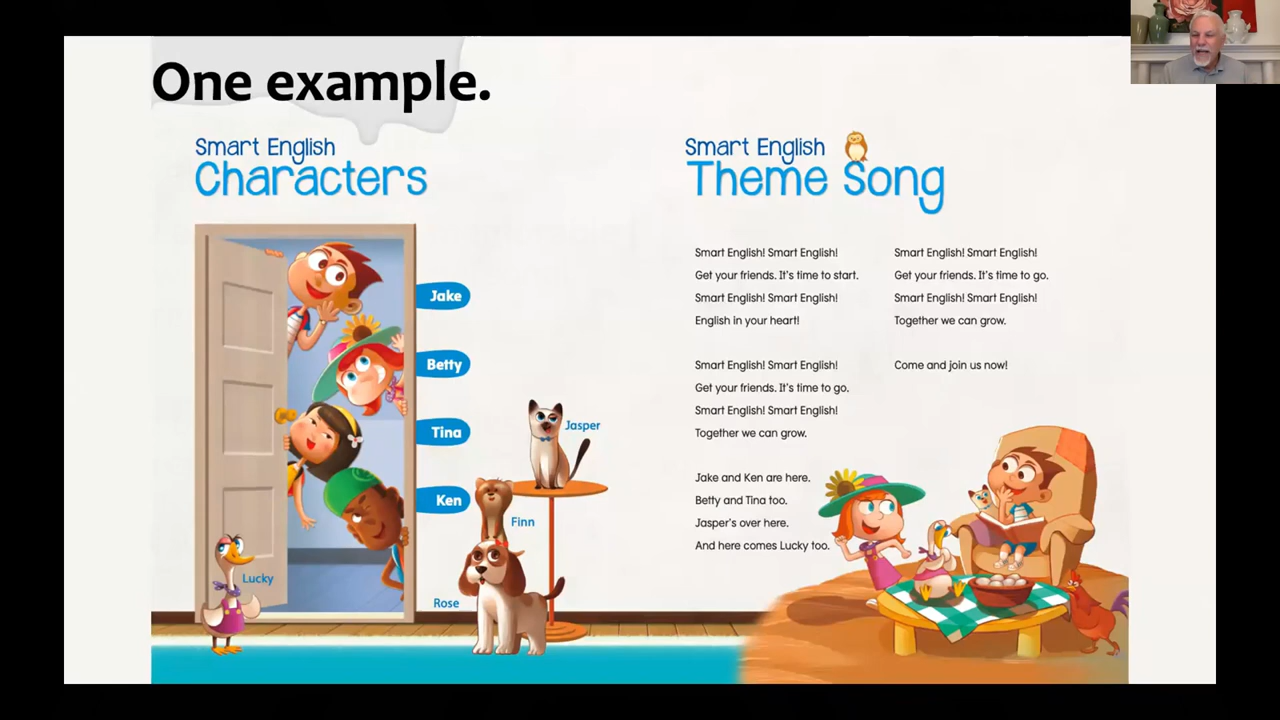 One example.
Smart English
Characters
Jake
Betty
Tina
Ken
Jasper
Finn
Lucky
Rose
Smart English
Theme Song
Smart English! Smart English!
Get your friends. It's time to start.
Smart English! Smart English!
English in your heart!
Smart English! Smart English!
Get your friends. It's time to go.
Smart English! Smart English!
Together we can grow.
Jake and Ken are here.
Betty and Tina too.
Jasper's over here.
And here comes Lucky too.
Smart English! Smart English!
Get your friends. It's time to go.
Smart English! Smart English!
Together we can grow.
Come and join us now!